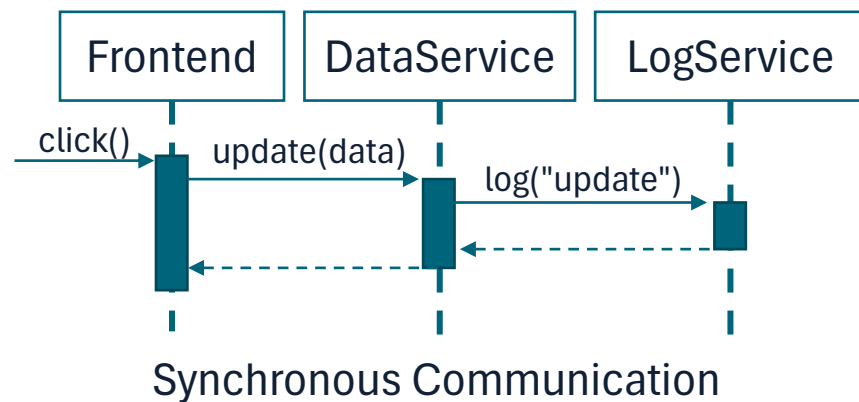 Frontend
DataService
LogService
click()
update(data)
log("update")
Synchronous Communication